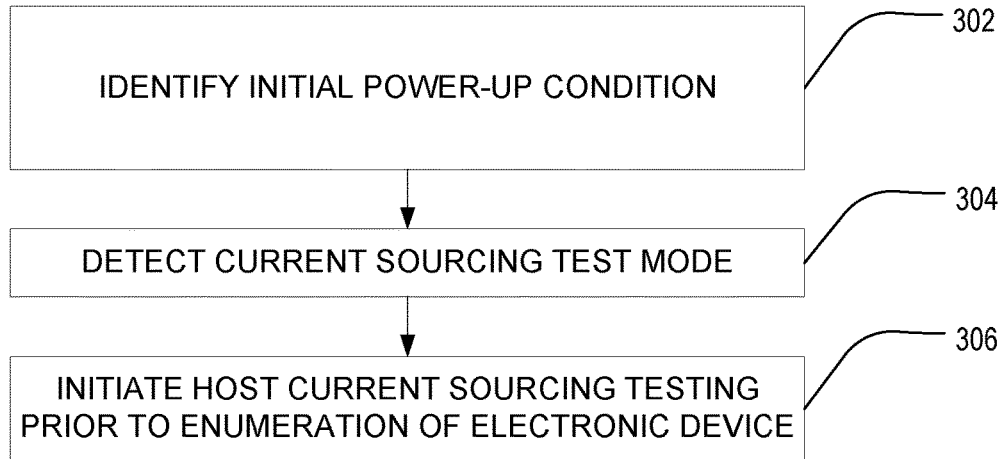 IDENTIFY INITIAL POWER-UP CONDITION
302
DETECT CURRENT SOURCING TEST MODE
304
INITIATE HOST CURRENT SOURCING TESTING
PRIOR TO ENUMERATION OF ELECTRONIC DEVICE
306